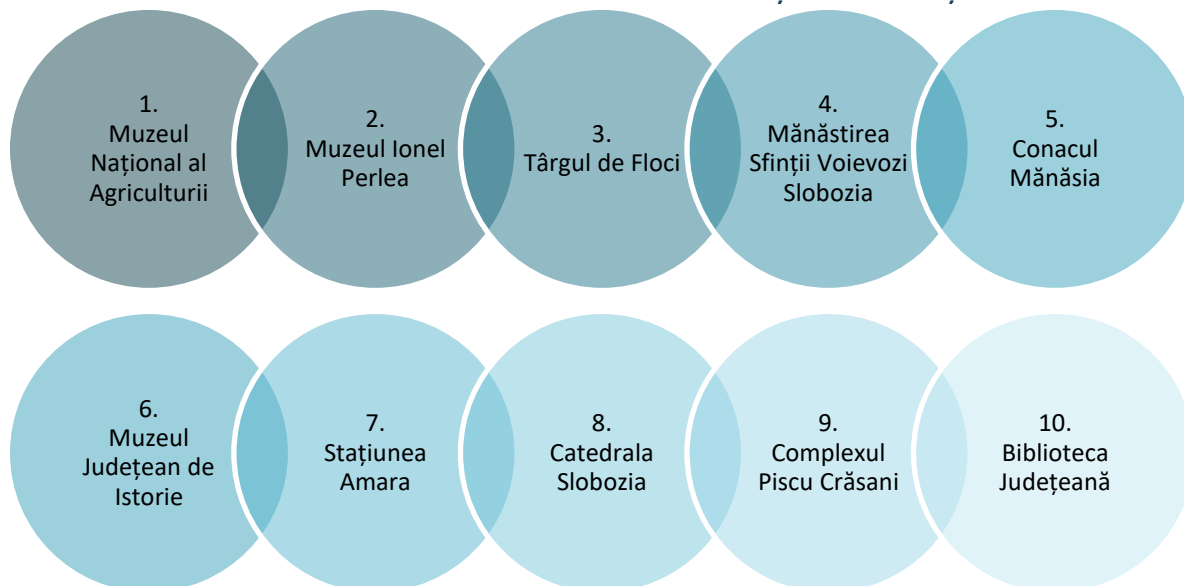 1.
Muzeul
Național al
Agriculturii
2.
Muzeul Ionel
Perlea
3.
Târgul de Floci
4.
Mănăstirea
Sfinții Voievozi
Slobozia
5.
Conacul
Mănăsia
6.
Muzeul
Județean de
Istorie
7.
Stațiunea
Amara
8.
Catedrala
Slobozia
9.
Complexul
Piscu Crăsani
10.
Biblioteca
Județeană